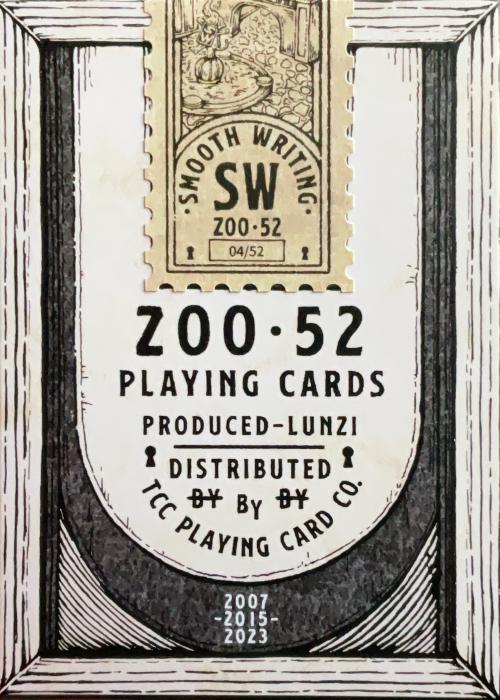 ·SMOOTH WRITING·
SW
ZOO·52
04/52
ZOO·52
PLAYING CARDS
PRODUCED-LUNZI
DISTRIBUTED
BY By BY
TCC PLAYING CARD CO.
2007
-2015-
2023